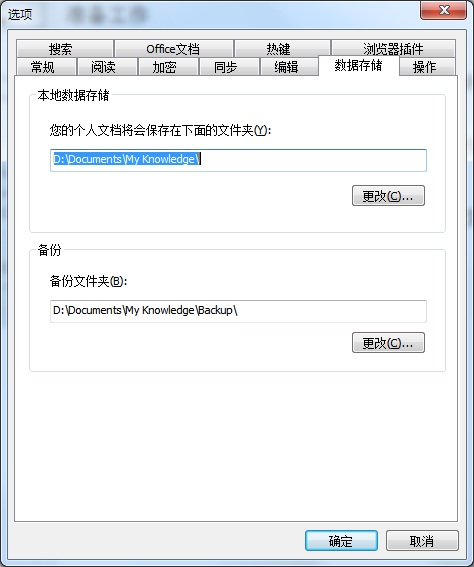 选项
准备工作
搜索 Office文档 热键 浏览器插件
常规 阅读 加密 同步 编辑 数据存储 操作
本地数据存储
您的个人文档将会保存在下面的文件夹(Y):
D:\Documents\My Knowledge\
更改(C)...
备份
备份文件夹(B):
D:\Documents\My Knowledge\Backup\
更改(C)...
确定 取消